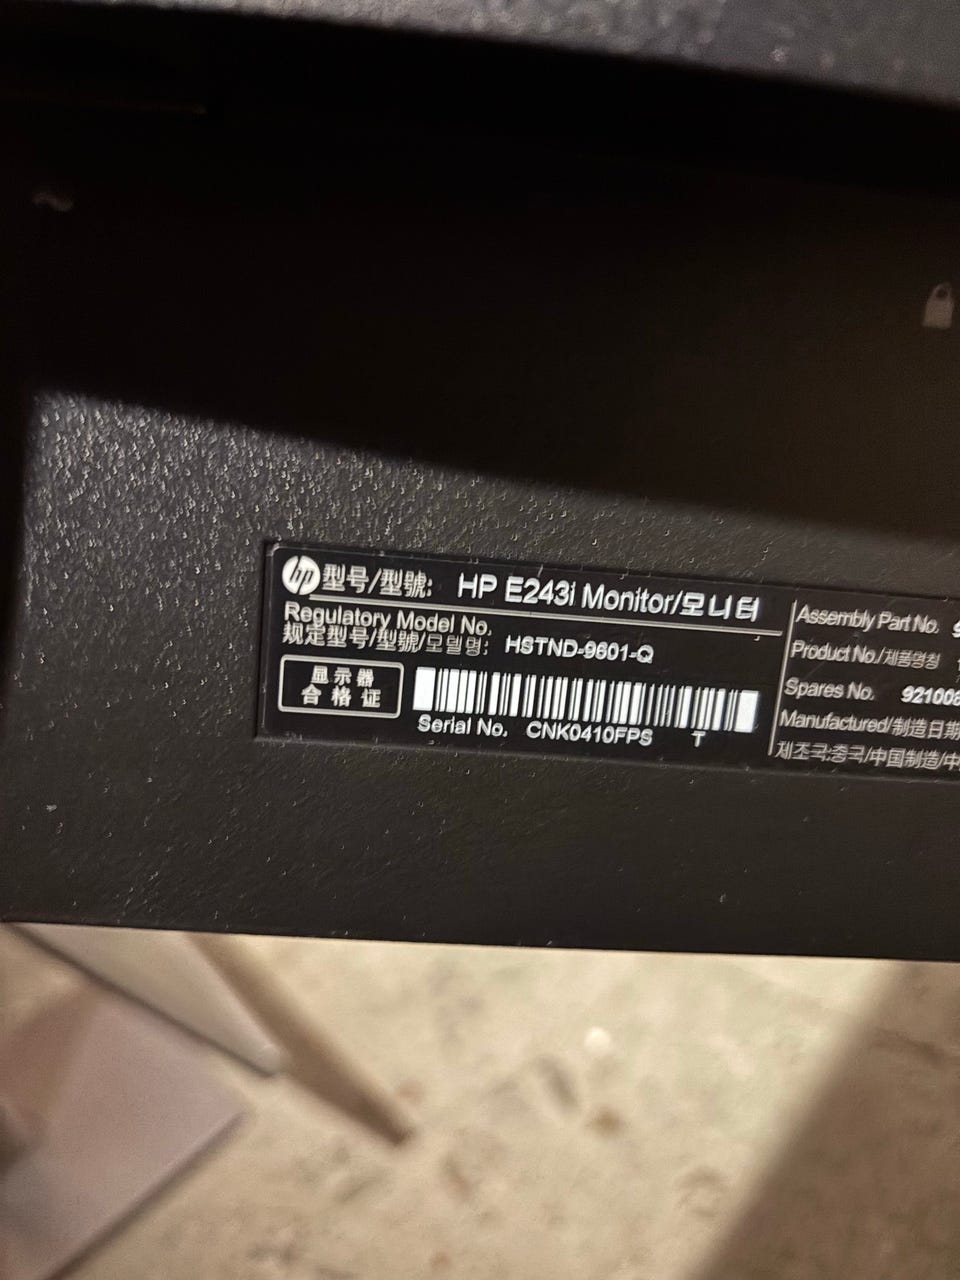 hp 型号/型號: HP E243i Monitor/모니터
Regulatory Model No.
规定型号/型號/모델명: HSTND-9601-Q
显示器
合格证
Serial No. CNK0410FPS T
Assembly Part No.
Product No./제품명칭
Spares No.
Manufactured/制造日期
제조국:중국/中国制造/中